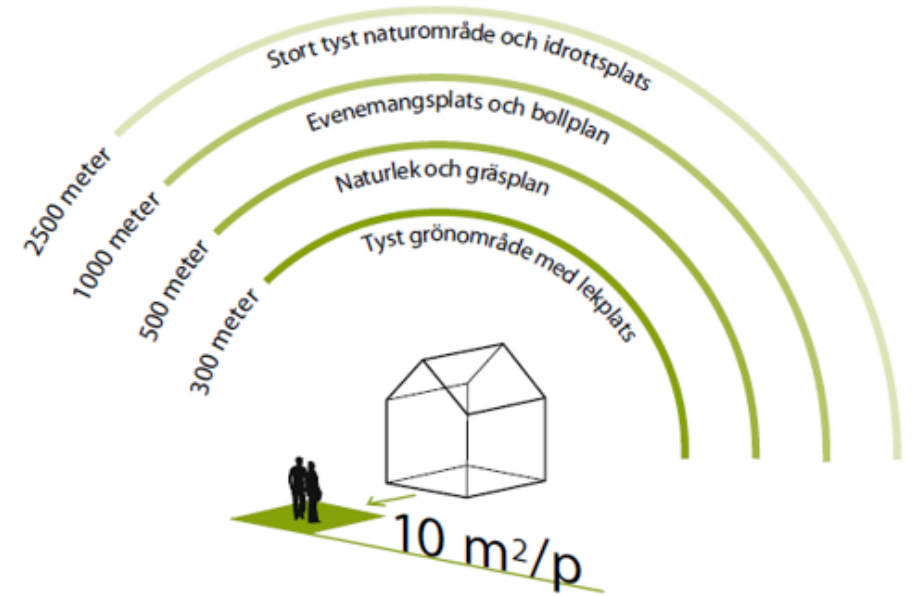 Stort tyst naturområde och idrottsplats
Evenemangsplats och bollplan
Naturlek och gräsplan
Tyst grönområde med lekplats
2500 meter
1000 meter
500 meter
300 meter
10 m²/p